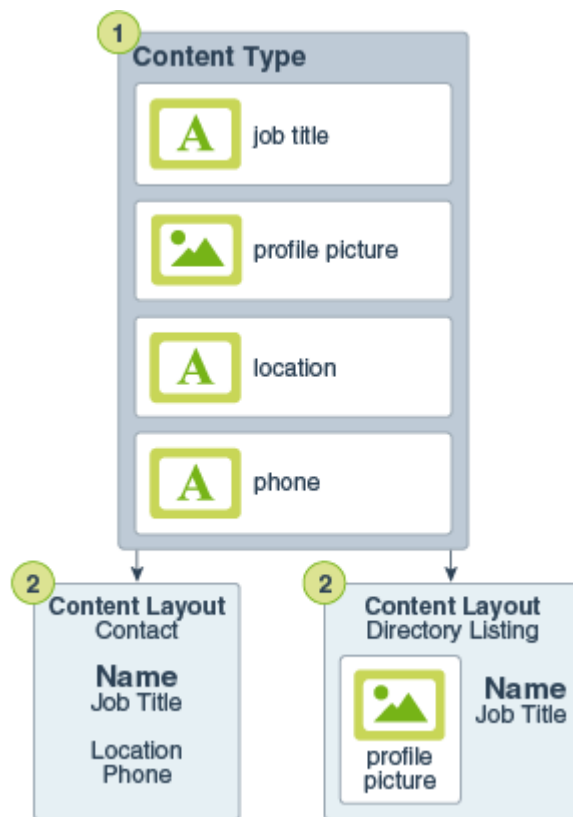 1
Content Type
A
job title
profile picture
A
location
A
phone
2
Content Layout
Contact
Name
Job Title
Location
Phone
2
Content Layout
Directory Listing
profile
picture
Name
Job Title